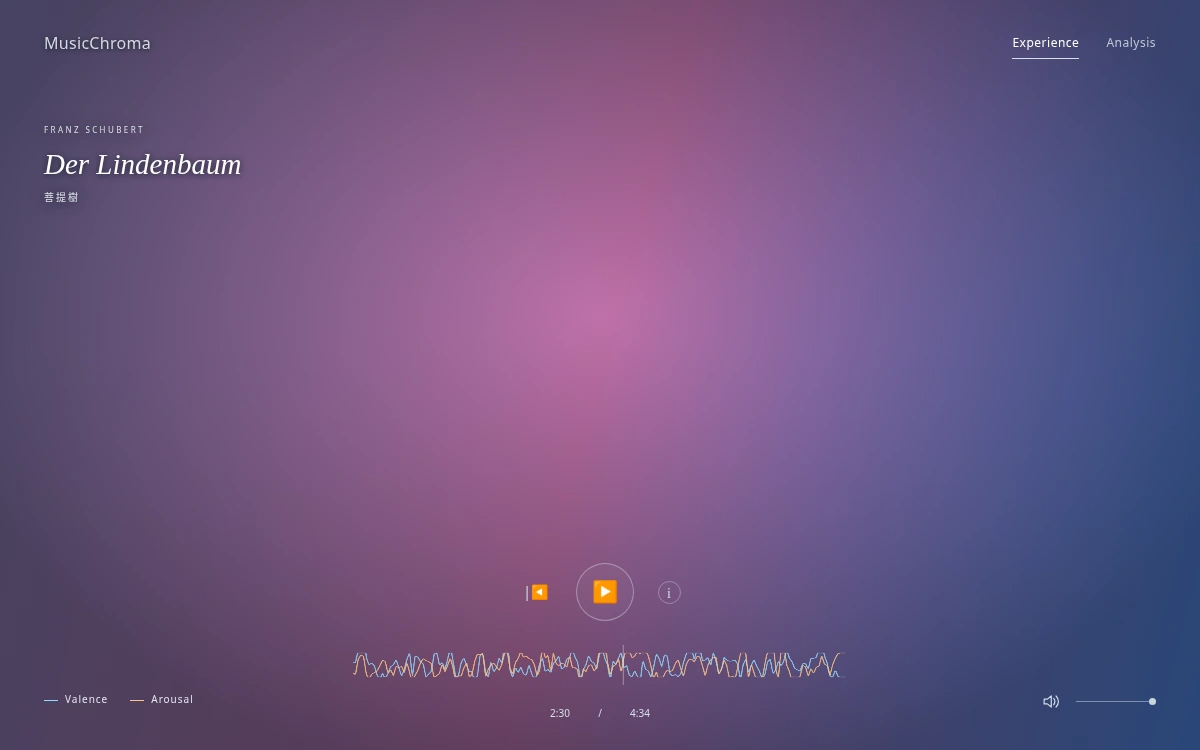 MusicChroma
Experience
Analysis
FRANZ SCHUBERT
Der Lindenbaum
菩提樹
i
Valence
Arousal
2:30 / 4:34